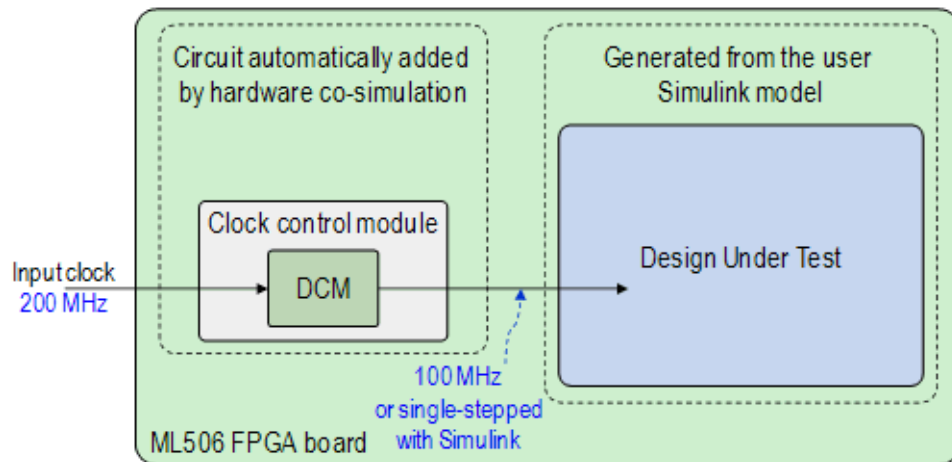 Circuit automatically added
by hardware co-simulation
Generated from the user
Simulink model
Clock control module
DCM
Design Under Test
Input clock
200 MHz
100 MHz
or single-stepped
with Simulink
ML506 FPGA board